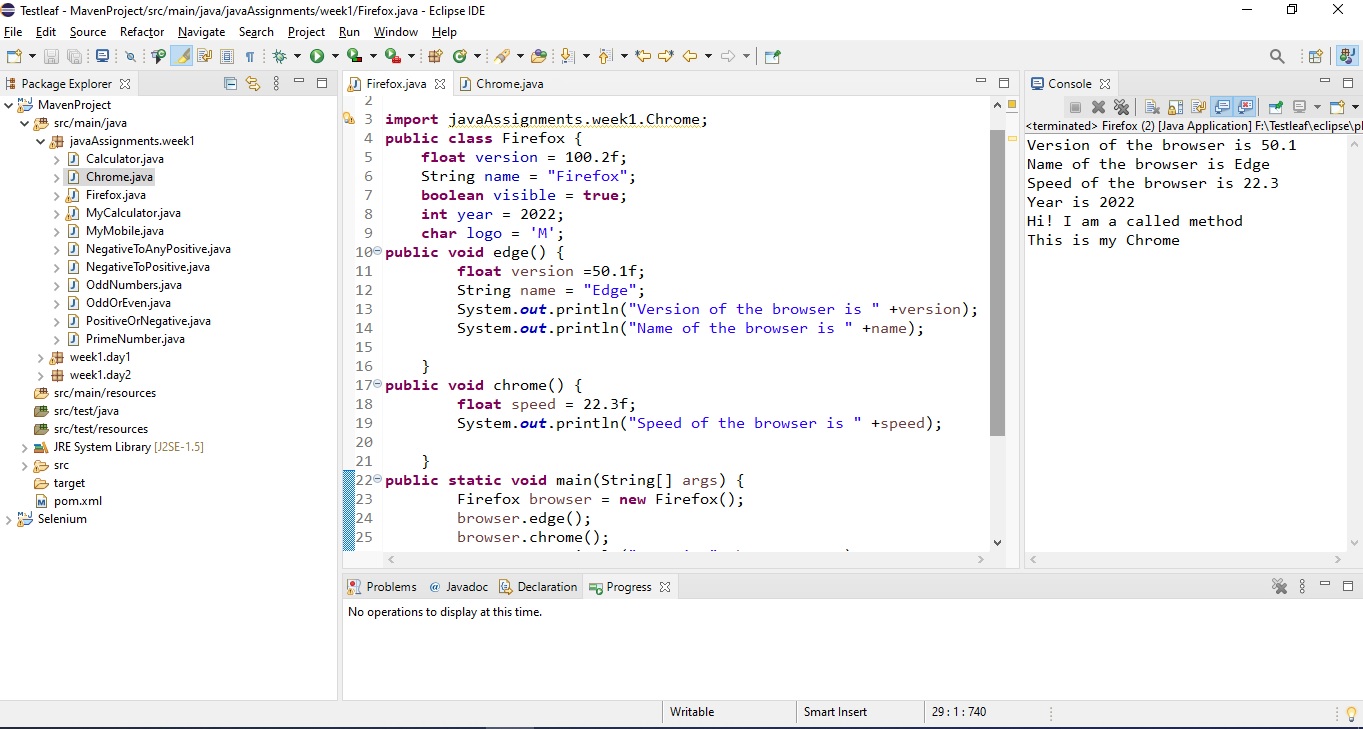 Testleaf - MavenProject/src/main/java/javaAssignments/week1/Firefox.java - Eclipse IDE
File Edit Source Refactor Navigate Search Project Run Window Help
Package Explorer
MavenProject
src/main/java
javaAssignments.week1
Calculator.java
Chrome.java
Firefox.java
MyCalculator.java
MyMobile.java
NegativeToAnyPositive.java
NegativeToPositive.java
OddNumbers.java
OddOrEven.java
PositiveOrNegative.java
PrimeNumber.java
week1.day1
week1.day2
src/main/resources
src/test/java
src/test/resources
JRE System Library [J2SE-1.5]
src
target
pom.xml
Selenium
Firefox.java Chrome.java
2
3 import javaAssignments.week1.Chrome;
4 public class Firefox {
5 float version = 100.2f;
6 String name = "Firefox";
7 boolean visible = true;
8 int year = 2022;
9 char logo = 'M';
10 public void edge() {
11 float version =50.1f;
12 String name = "Edge";
13 System.out.println("Version of the browser is " +version);
14 System.out.println("Name of the browser is " +name);
15
16 }
17 public void chrome() {
18 float speed = 22.3f;
19 System.out.println("Speed of the browser is " +speed);
20
21 }
22 public static void main(String[] args) {
23 Firefox browser = new Firefox();
24 browser.edge();
25 browser.chrome();
Console
<terminated> Firefox (2) [Java Application] F:\Testleaf\eclipse\pl
Version of the browser is 50.1
Name of the browser is Edge
Speed of the browser is 22.3
Year is 2022
Hi! I am a called method
This is my Chrome
Problems @ Javadoc Declaration Progress
No operations to display at this time.
Writable Smart Insert 29 : 1 : 740